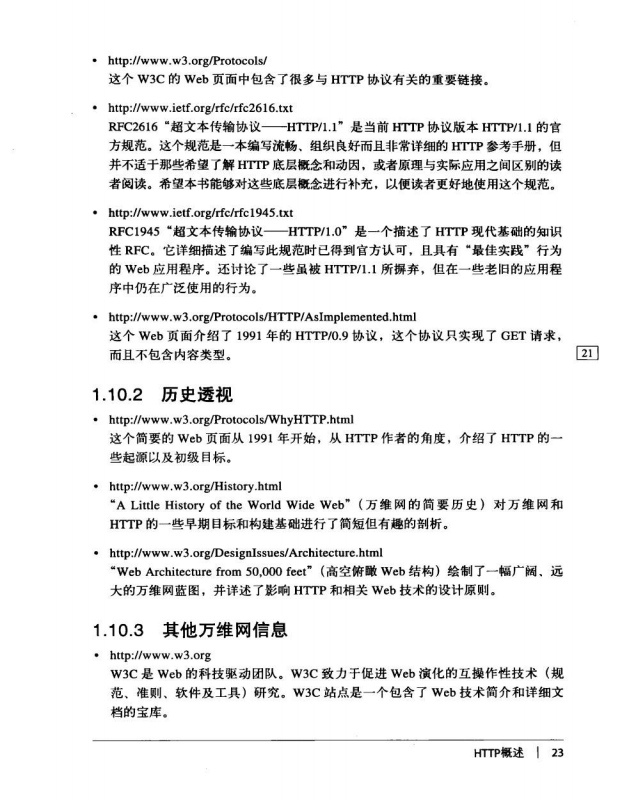 • http://www.w3.org/Protocols/
这个 W3C 的 Web 页面中包含了很多与 HTTP 协议有关的重要链接。
• http://www.ietf.org/rfc/rfc2616.txt
RFC2616“超文本传输协议——HTTP/1.1”是当前 HTTP 协议版本 HTTP/1.1 的官
方规范。这个规范是一本编写流畅、组织良好而且非常详细的 HTTP 参考手册，但
并不适于那些希望了解 HTTP 底层概念和动因，或者原理与实际应用之间区别的读
者阅读。希望本书能够对这些底层概念进行补充，以便读者更好地使用这个规范。
• http://www.ietf.org/rfc/rfc1945.txt
RFC1945“超文本传输协议——HTTP/1.0”是一个描述了 HTTP 现代基础的知识
性 RFC。它详细描述了编写此规范时已得到官方认可，且具有“最佳实践”行为
的 Web 应用程序。还讨论了一些虽被 HTTP/1.1 所摒弃，但在一些老旧的应用程
序中仍在广泛使用的行为。
• http://www.w3.org/Protocols/HTTP/AsImplemented.html
这个 Web 页面介绍了 1991 年的 HTTP/0.9 协议，这个协议只实现了 GET 请求，
而且不包含内容类型。
21
1.10.2 历史透视
• http://www.w3.org/Protocols/WhyHTTP.html
这个简要的 Web 页面从 1991 年开始，从 HTTP 作者的角度，介绍了 HTTP 的一
些起源以及初级目标。
• http://www.w3.org/History.html
“A Little History of the World Wide Web”（万维网的简要历史）对万维网和
HTTP 的一些早期目标和构建基础进行了简短但有趣的剖析。
• http://www.w3.org/DesignIssues/Architecture.html
“Web Architecture from 50,000 feet”（高空俯瞰 Web 结构）绘制了一幅广阔、远
大的万维网蓝图，并详述了影响 HTTP 和相关 Web 技术的设计原则。
1.10.3 其他万维网信息
• http://www.w3.org
W3C 是 Web 的科技驱动团队。W3C 致力于促进 Web 演化的互操作性技术（规
范、准则、软件及工具）研究。W3C 站点是一个包含了 Web 技术简介和详细文
档的宝库。
HTTP概述 | 23